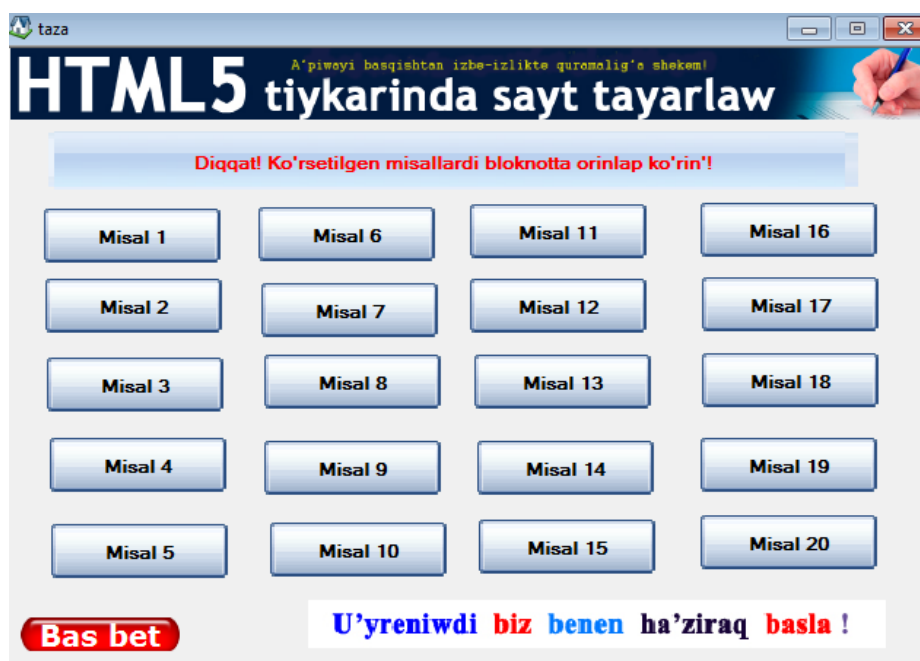 taza
A'piwayi basqishtan izbe-izlikte quramalig'a shekem!
HTML5 tiykarinda sayt tayarlaw
Diqqat! Ko'rsetilgen misallardi bloknotta orinlap ko'rin'!
Misal 1 Misal 6 Misal 11 Misal 16
Misal 2 Misal 7 Misal 12 Misal 17
Misal 3 Misal 8 Misal 13 Misal 18
Misal 4 Misal 9 Misal 14 Misal 19
Misal 5 Misal 10 Misal 15 Misal 20
Bas bet U'yreniwdi biz benen ha'ziraq basla !